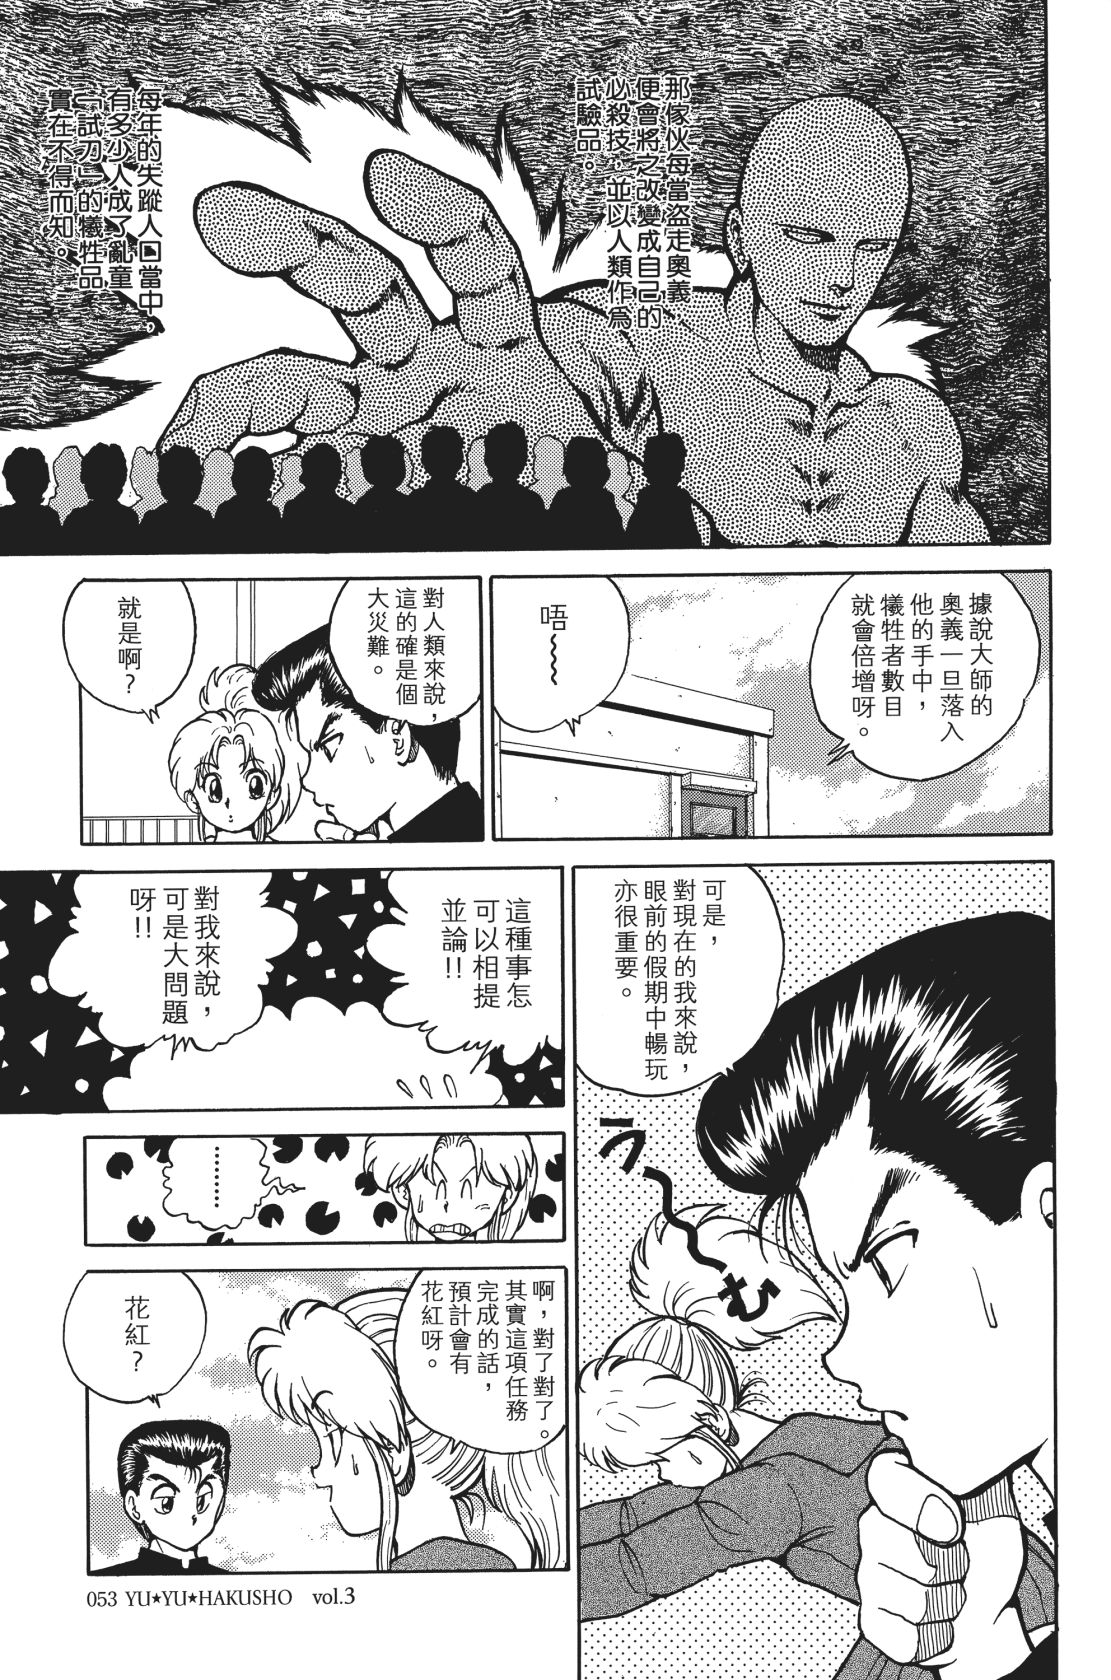 那傢伙每當盜走奧義
便會將之改變成自己的
必殺技，並以人類作為
試驗品。
每年的失蹤人口當中，
有多少人成了亂童
「試刀」的犧牲品
實在不得而知。
據說大師的
奧義一旦落入
他的手中，
犧牲者數目
就會倍增呀。
唔～～
對人類來說，
這的確是個
大災難。
就是啊？
可是，
對現在的我來說，
眼前的假期中暢玩
亦很重要。
うーむ
這種事怎
可以相提
並論!!
對我來說，
可是大問題
呀!!
………
啊，對了對了。
其實這項任務
完成的話，
預計會有
花紅呀。
花紅？
053 YU★YU★HAKUSHO vol.3